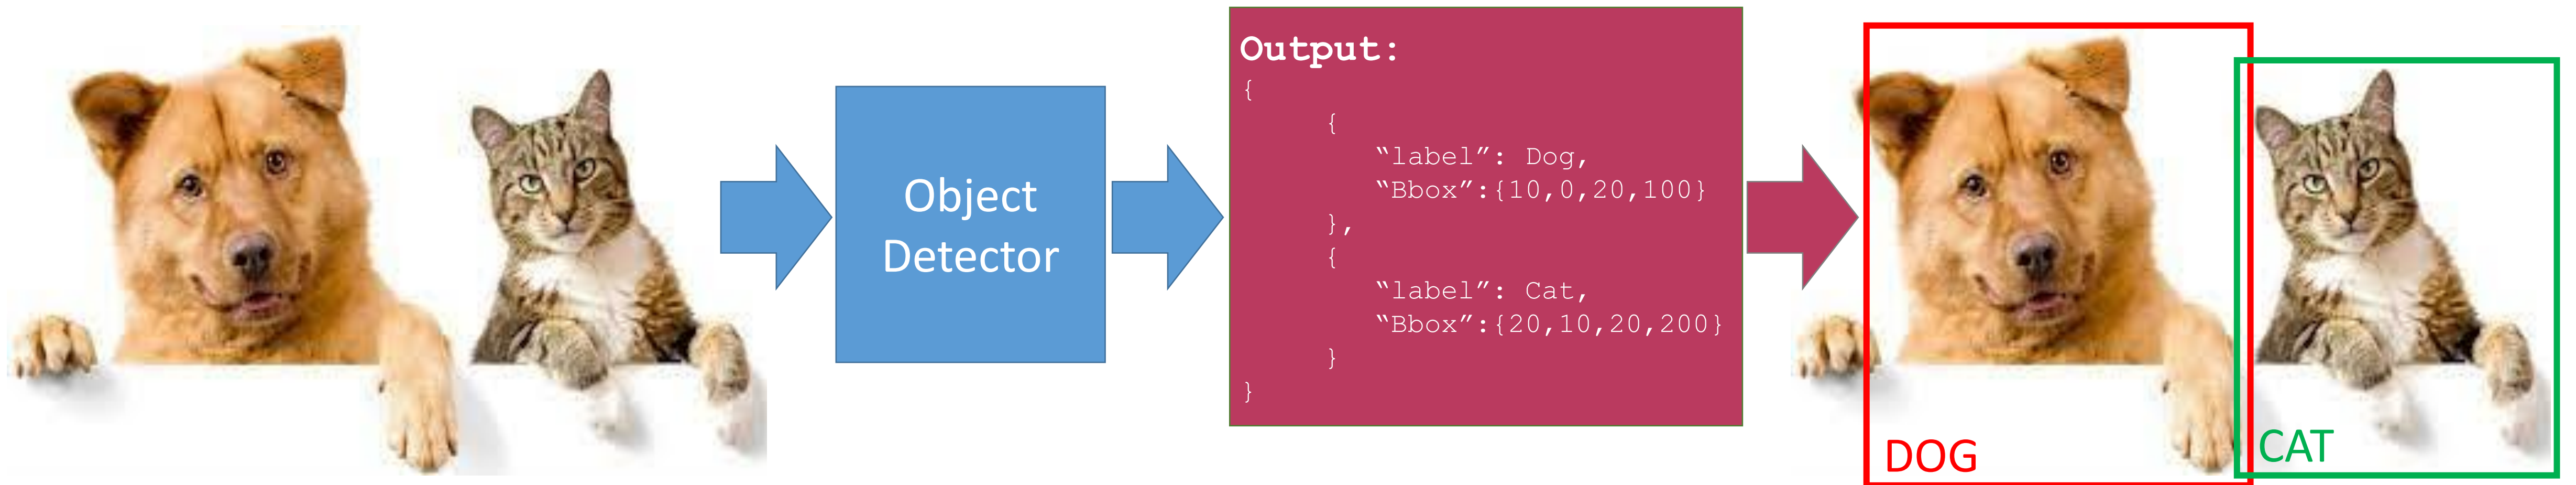 Object
Detector
Output:
{
{
“label”: Dog,
“Bbox”:{10,0,20,100}
},
{
“label”: Cat,
“Bbox”:{20,10,20,200}
}
}
DOG
CAT